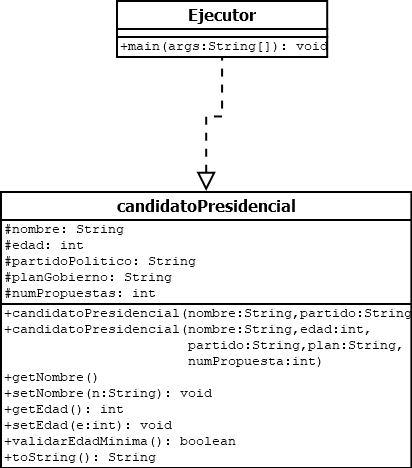 Ejecutor
+main(args:String[]): void
candidatoPresidencial
#nombre: String
#edad: int
#partidoPolitico: String
#planGobierno: String
#numPropuestas: int
+candidatoPresidencial(nombre:String,partido:String
+candidatoPresidencial(nombre:String,edad:int,
partido:String,plan:String,
numPropuesta:int)
+getNombre()
+setNombre(n:String): void
+getEdad(): int
+setEdad(e:int): void
+validarEdadMinima(): boolean
+toString(): String